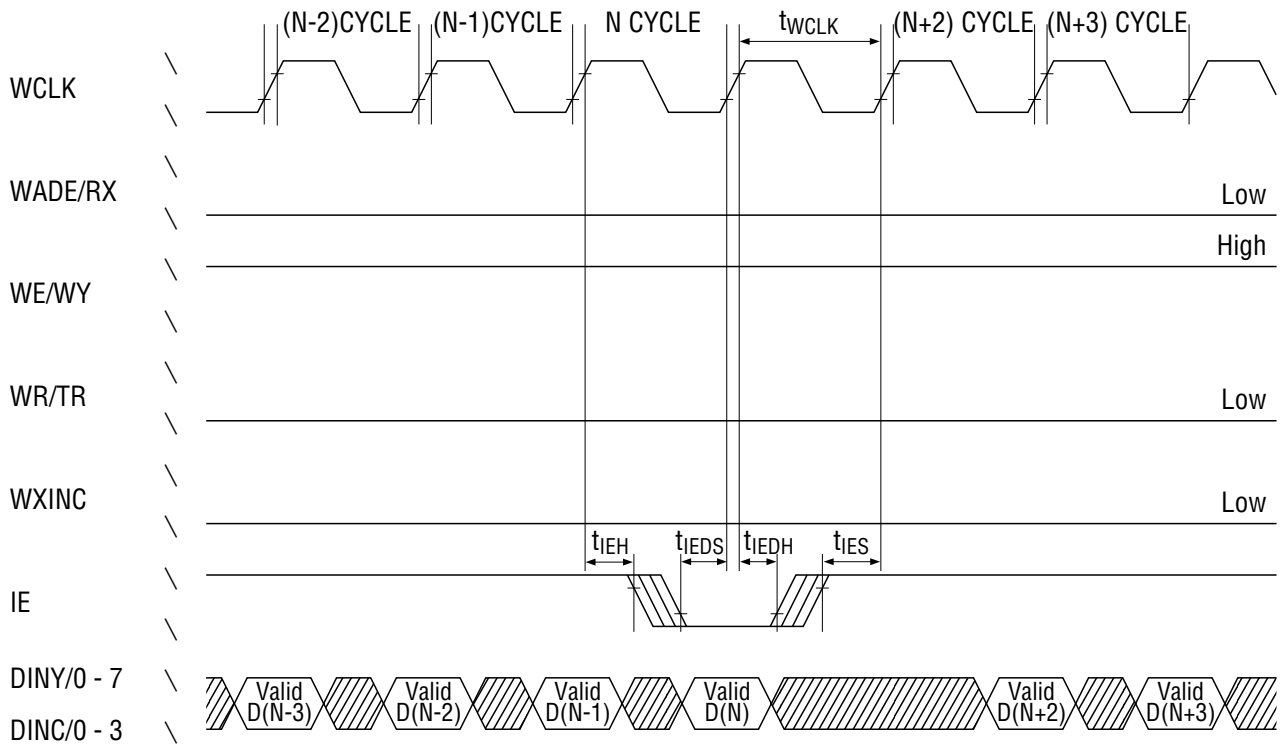 (N-2)CYCLE (N-1)CYCLE N CYCLE tWCLK (N+2) CYCLE (N+3) CYCLE
WCLK
WADE/RX Low
High
WE/WY
WR/TR Low
WXINC Low
tIEH tIEDS tIEDH tIES
IE
DINY/0 - 7
Valid Valid Valid Valid Valid Valid
D(N-3) D(N-2) D(N-1) D(N) D(N+2) D(N+3)
DINC/0 - 3